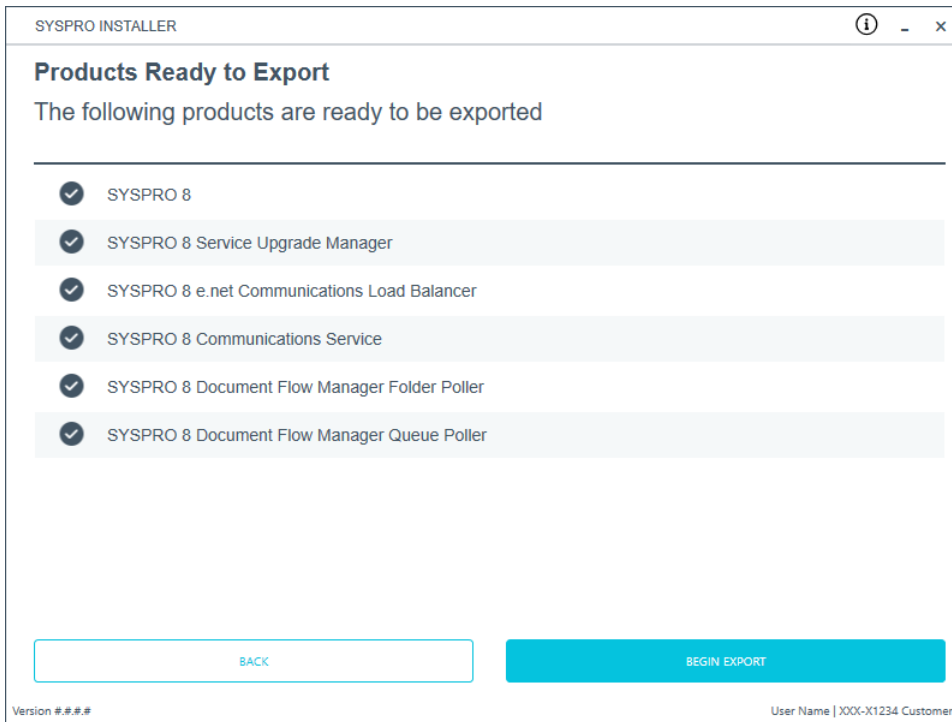 SYSPRO INSTALLER
Products Ready to Export
The following products are ready to be exported
SYSPRO 8
SYSPRO 8 Service Upgrade Manager
SYSPRO 8 e.net Communications Load Balancer
SYSPRO 8 Communications Service
SYSPRO 8 Document Flow Manager Folder Poller
SYSPRO 8 Document Flow Manager Queue Poller
BACK
BEGIN EXPORT
Version #.#.#.#
User Name | XXX-X1234 Customer